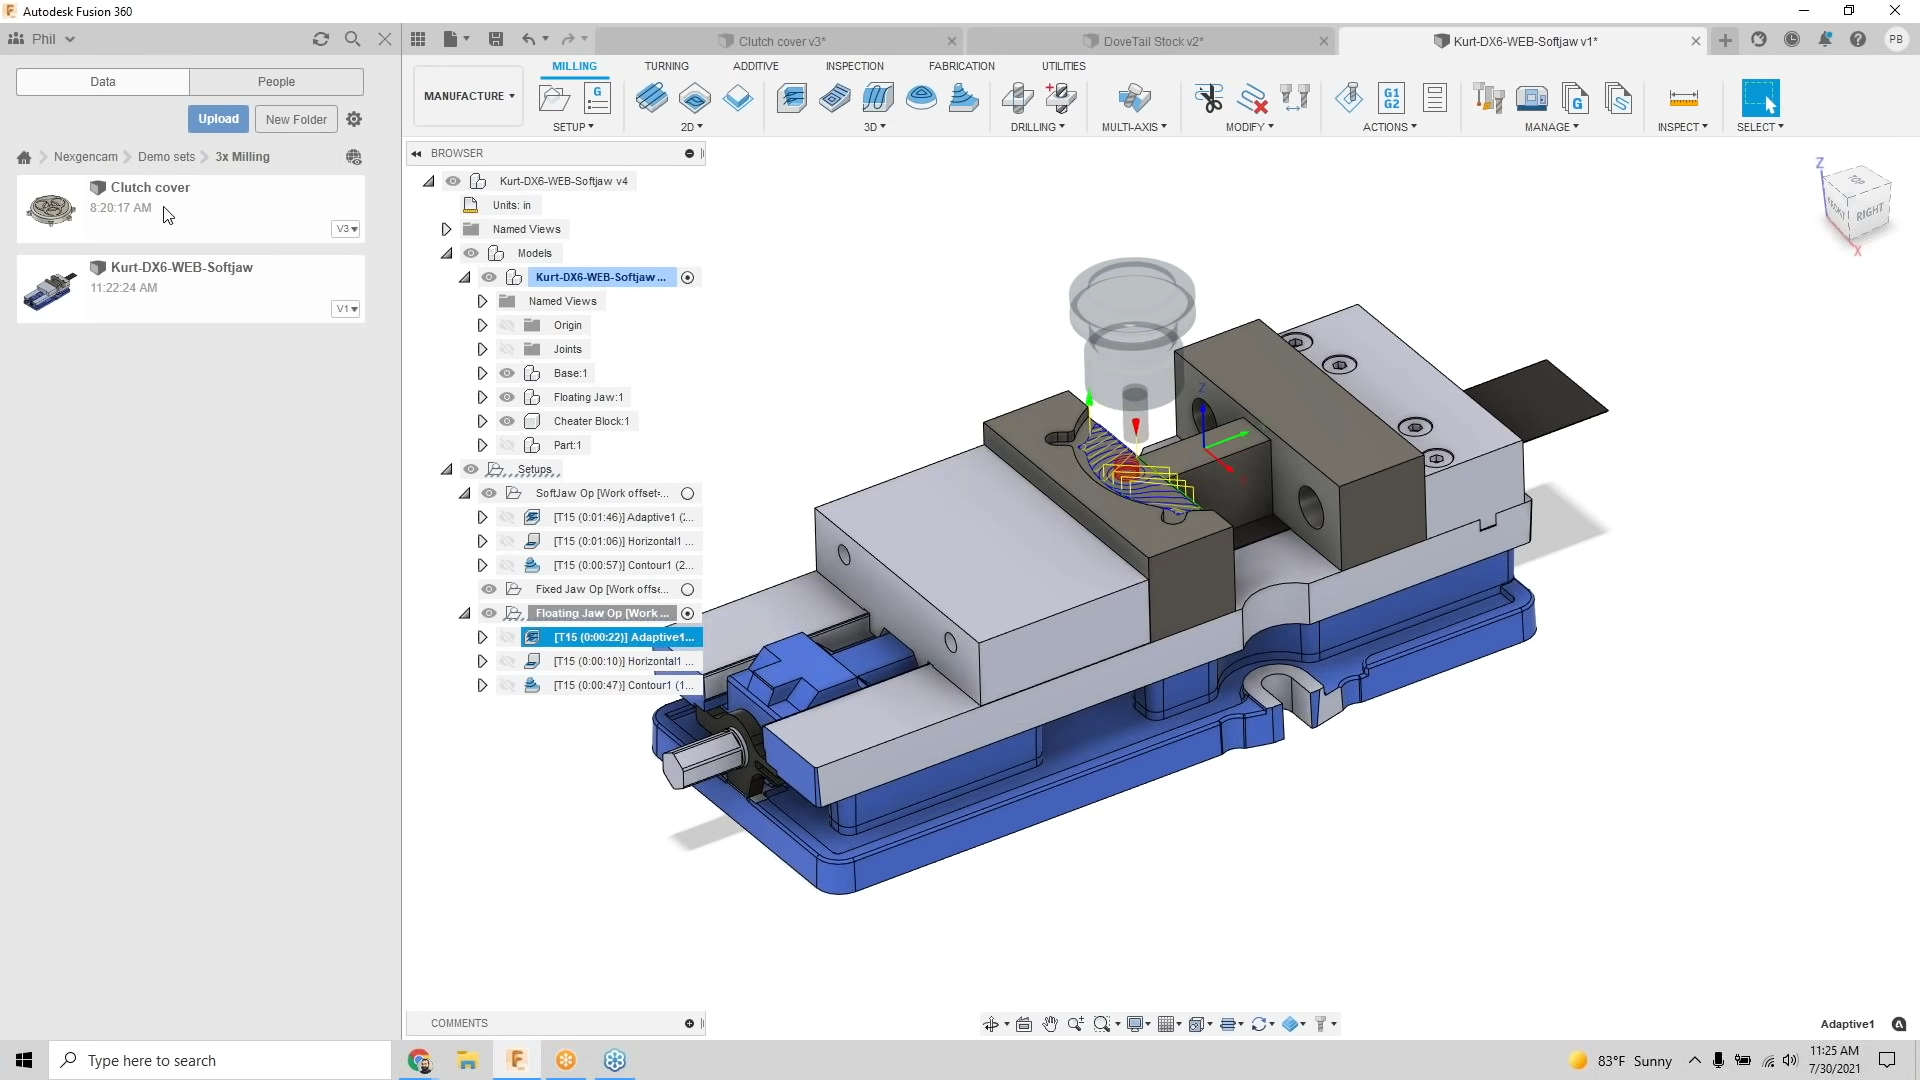 Autodesk Fusion 360
Phil
Clutch cover v3*
DoveTail Stock v2*
Kurt-DX6-WEB-Softjaw v1*
PB
Data
People
MILLING
TURNING
ADDITIVE
INSPECTION
FABRICATION
UTILITIES
MANUFACTURE
G
G1
G2
G
Upload
New Folder
SETUP
2D
3D
DRILLING
MULTI-AXIS
MODIFY
ACTIONS
MANAGE
INSPECT
SELECT
Nexgencam
Demo sets
3x Milling
Clutch cover
8:20:17 AM
V3
Kurt-DX6-WEB-Softjaw
11:22:24 AM
V1
BROWSER
Kurt-DX6-WEB-Softjaw v4
Units: in
Named Views
Models
Kurt-DX6-WEB-Softjaw ...
Named Views
Origin
Joints
Base:1
Floating Jaw:1
Cheater Block:1
Part:1
Setups
SoftJaw Op [Work offset-...
[T15 (0:01:46)] Adaptive1 (2...
[T15 (0:01:06)] Horizontal1 ...
[T15 (0:00:57)] Contour1 (2...
Fixed Jaw Op [Work offse...
Floating Jaw Op [Work ...
[T15 (0:00:22)] Adaptive1...
[T15 (0:00:10)] Horizontal1 ...
[T15 (0:00:47)] Contour1 (1...
Z
TOP
FRONT
RIGHT
X
Z
COMMENTS
Adaptive1
Type here to search
83°F Sunny
11:25 AM
7/30/2021